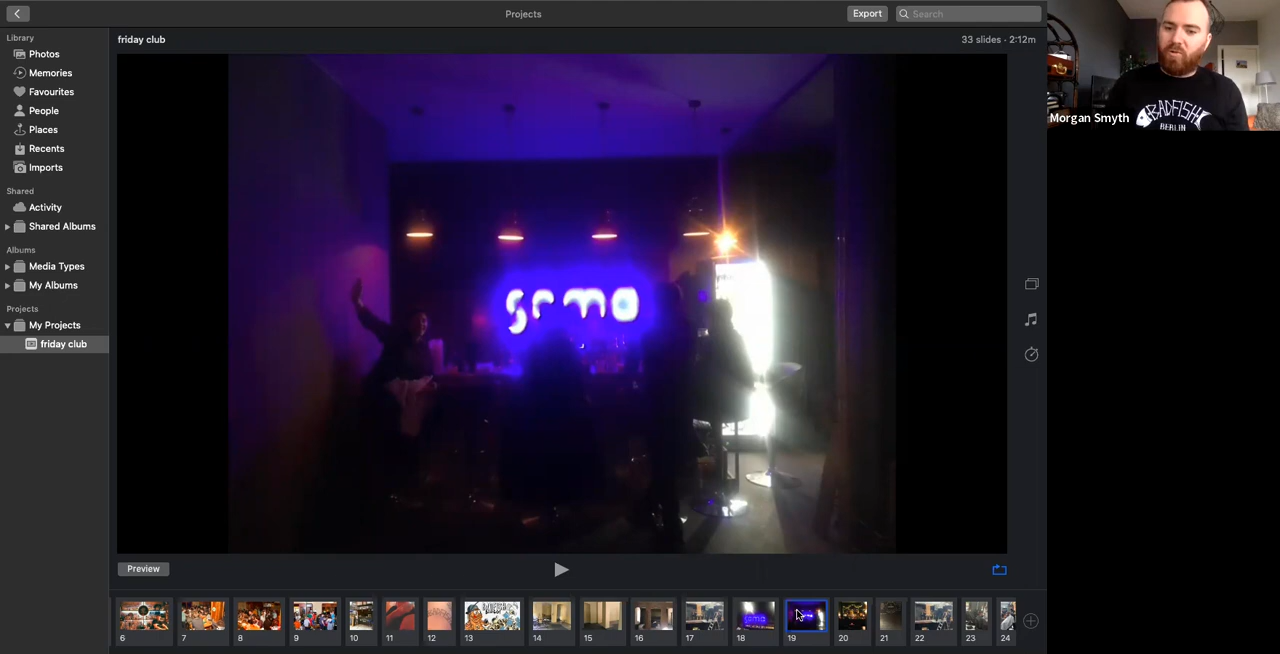 Projects
Export
Search
Library
Photos
Memories
Favourites
People
Places
Recents
Imports
Shared
Activity
Shared Albums
Albums
Media Types
My Albums
Projects
My Projects
friday club
friday club
33 slides · 2:12m
soma
Preview
6
7
8
9
10
11
12
13
14
15
16
17
18
19
20
21
22
23
24
soma
Morgan Smyth
BADFISH
BERLIN